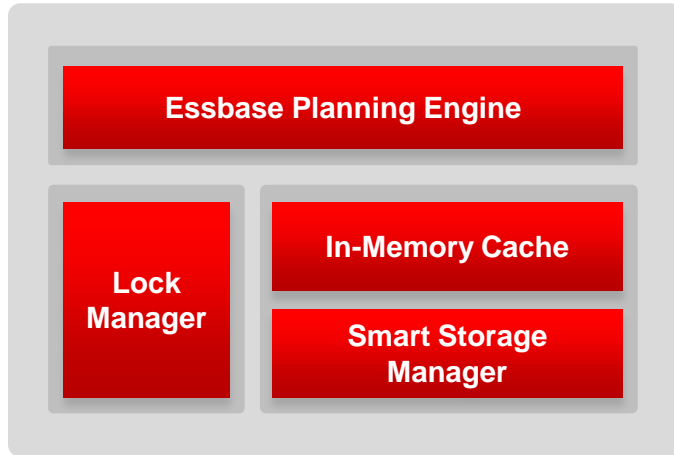 Essbase Planning Engine
Lock
Manager
In-Memory Cache
Smart Storage
Manager